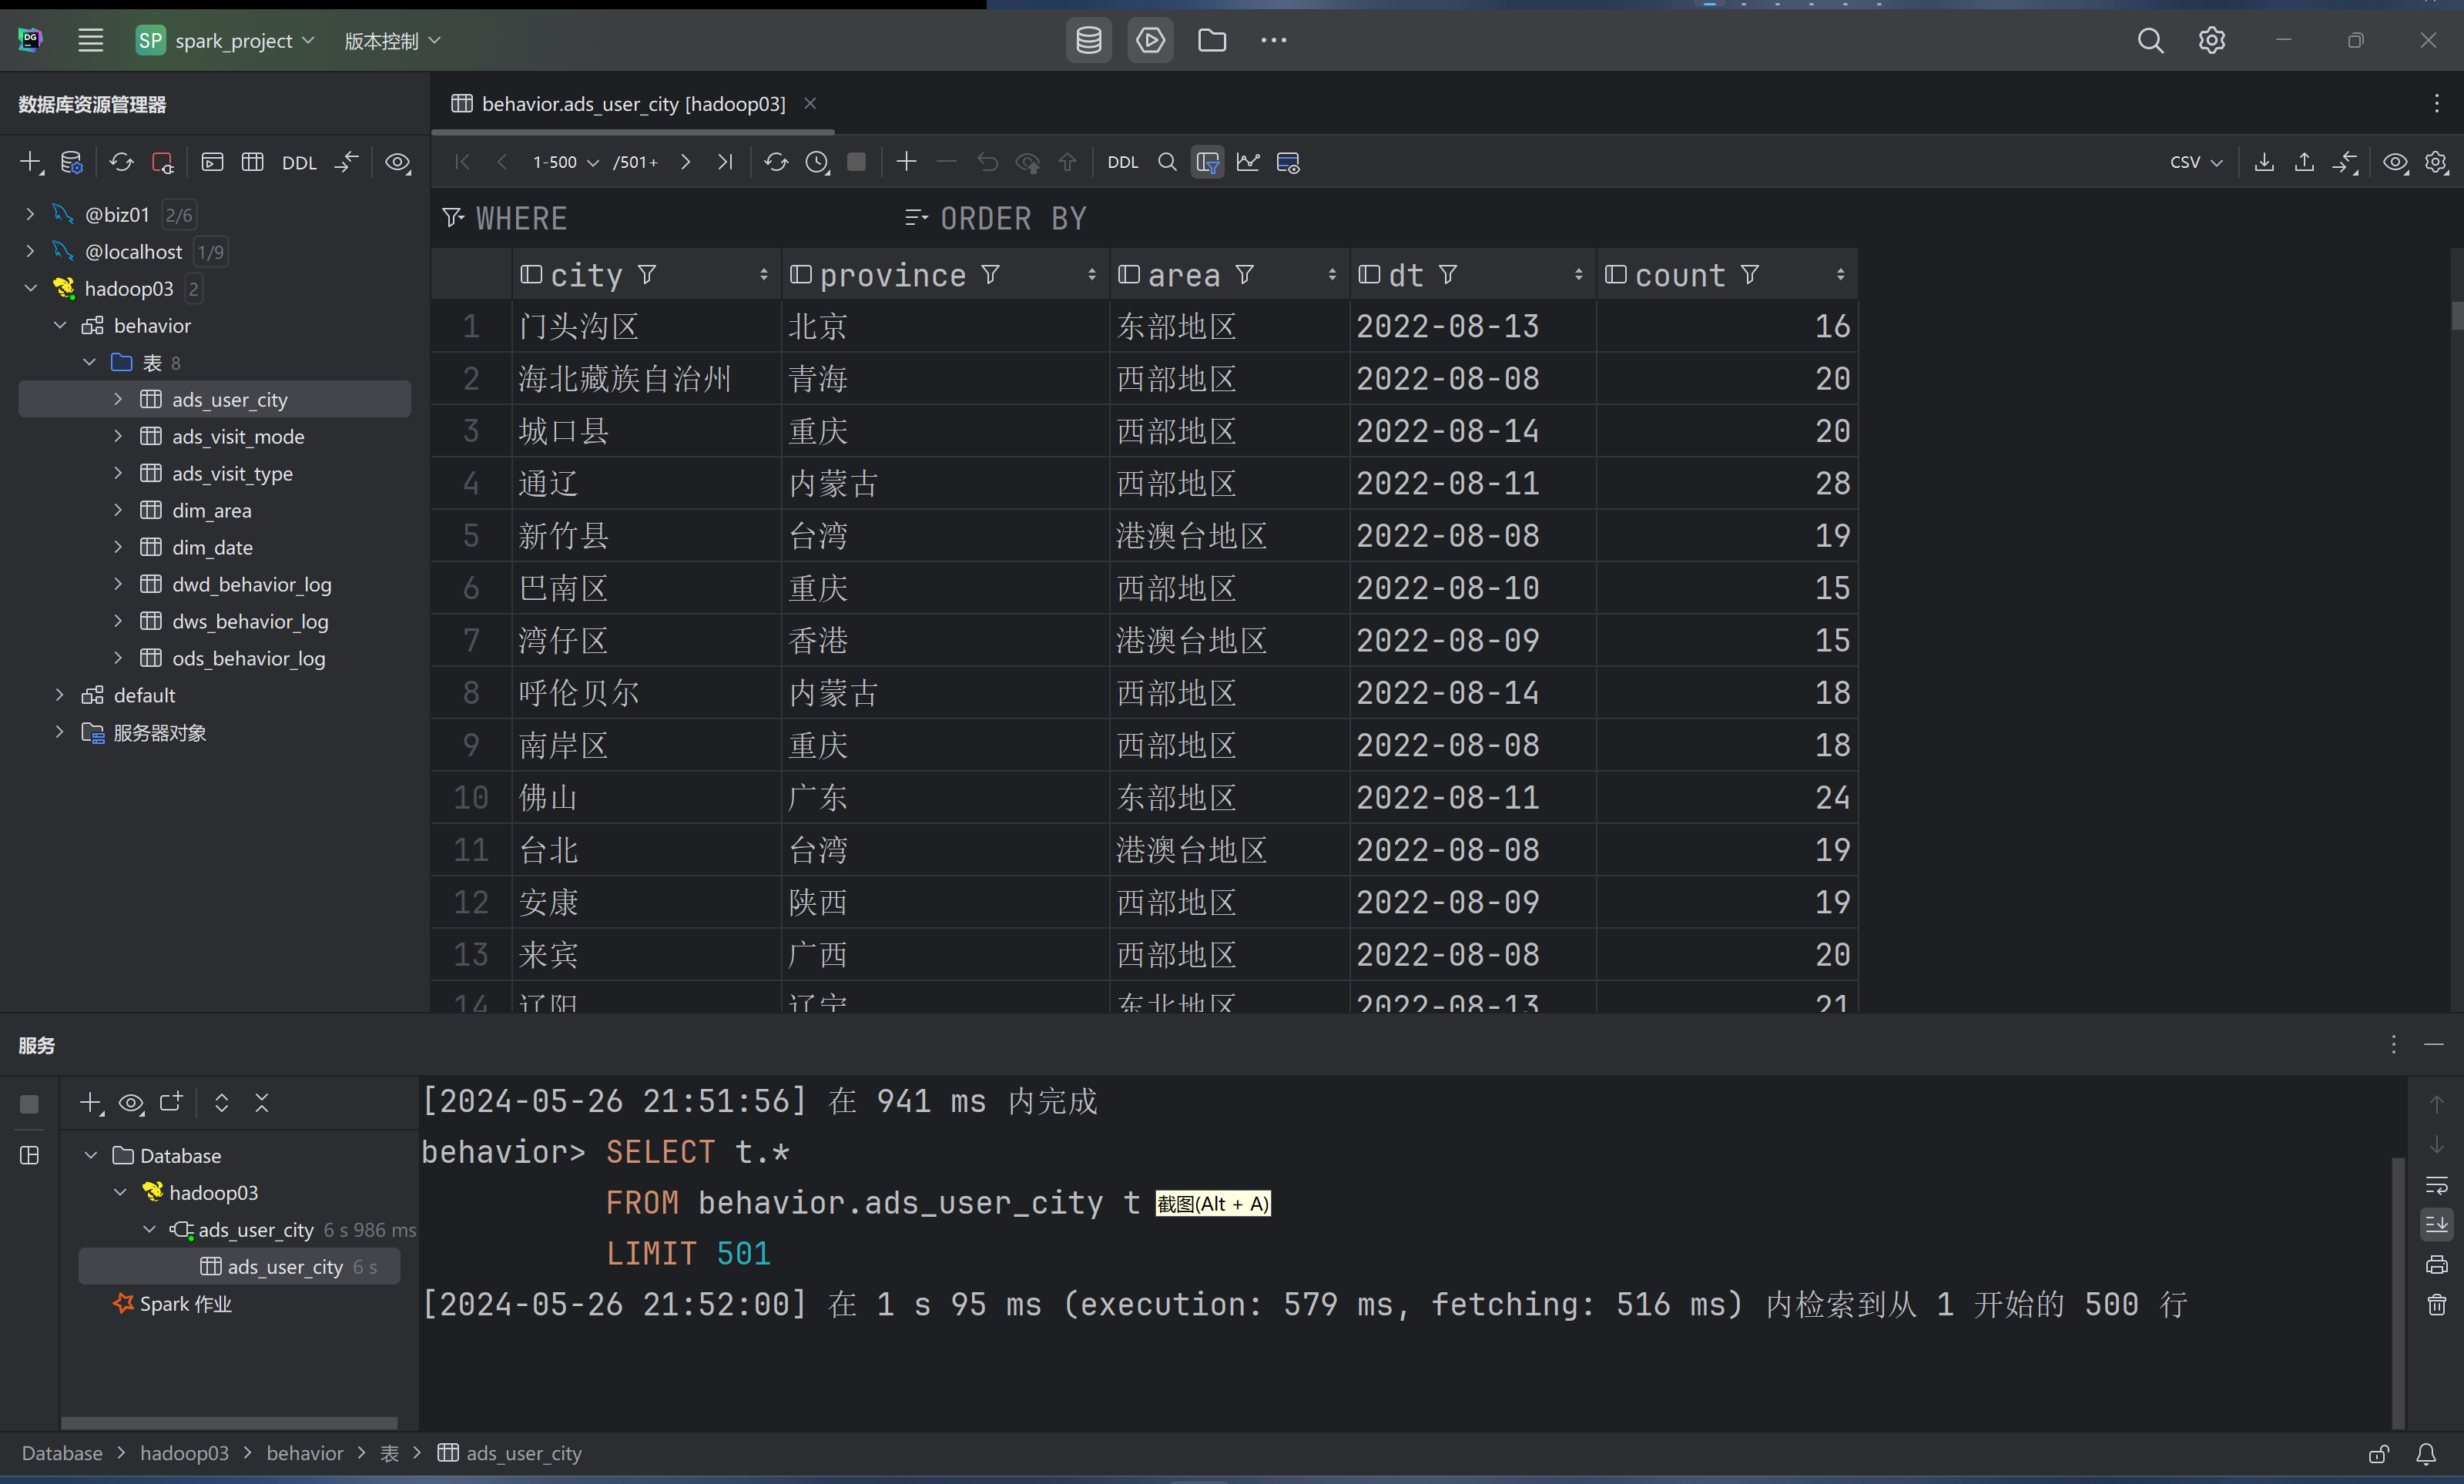 DG
SP spark_project 版本控制
数据库资源管理器
behavior.ads_user_city [hadoop03]
DDL
1-500 /501+ DDL CSV
WHERE ORDER BY
@biz01 2/6
@localhost 1/9
hadoop03 2
behavior
表 8
ads_user_city
ads_visit_mode
ads_visit_type
dim_area
dim_date
dwd_behavior_log
dws_behavior_log
ods_behavior_log
default
服务器对象
city province area dt count
1 门头沟区 北京 东部地区 2022-08-13 16
2 海北藏族自治州 青海 西部地区 2022-08-08 20
3 城口县 重庆 西部地区 2022-08-14 20
4 通辽 内蒙古 西部地区 2022-08-11 28
5 新竹县 台湾 港澳台地区 2022-08-08 19
6 巴南区 重庆 西部地区 2022-08-10 15
7 湾仔区 香港 港澳台地区 2022-08-09 15
8 呼伦贝尔 内蒙古 西部地区 2022-08-14 18
9 南岸区 重庆 西部地区 2022-08-08 18
10 佛山 广东 东部地区 2022-08-11 24
11 台北 台湾 港澳台地区 2022-08-08 19
12 安康 陕西 西部地区 2022-08-09 19
13 来宾 广西 西部地区 2022-08-08 20
14 辽阳 辽宁 东北地区 2022-08-13 21
服务
Database
hadoop03
ads_user_city 6 s 986 ms
ads_user_city 6 s
Spark 作业
[2024-05-26 21:51:56] 在 941 ms 内完成
behavior> SELECT t.*
FROM behavior.ads_user_city t
截图(Alt + A)
LIMIT 501
[2024-05-26 21:52:00] 在 1 s 95 ms (execution: 579 ms, fetching: 516 ms) 内检索到从 1 开始的 500 行
Database hadoop03 behavior 表 ads_user_city